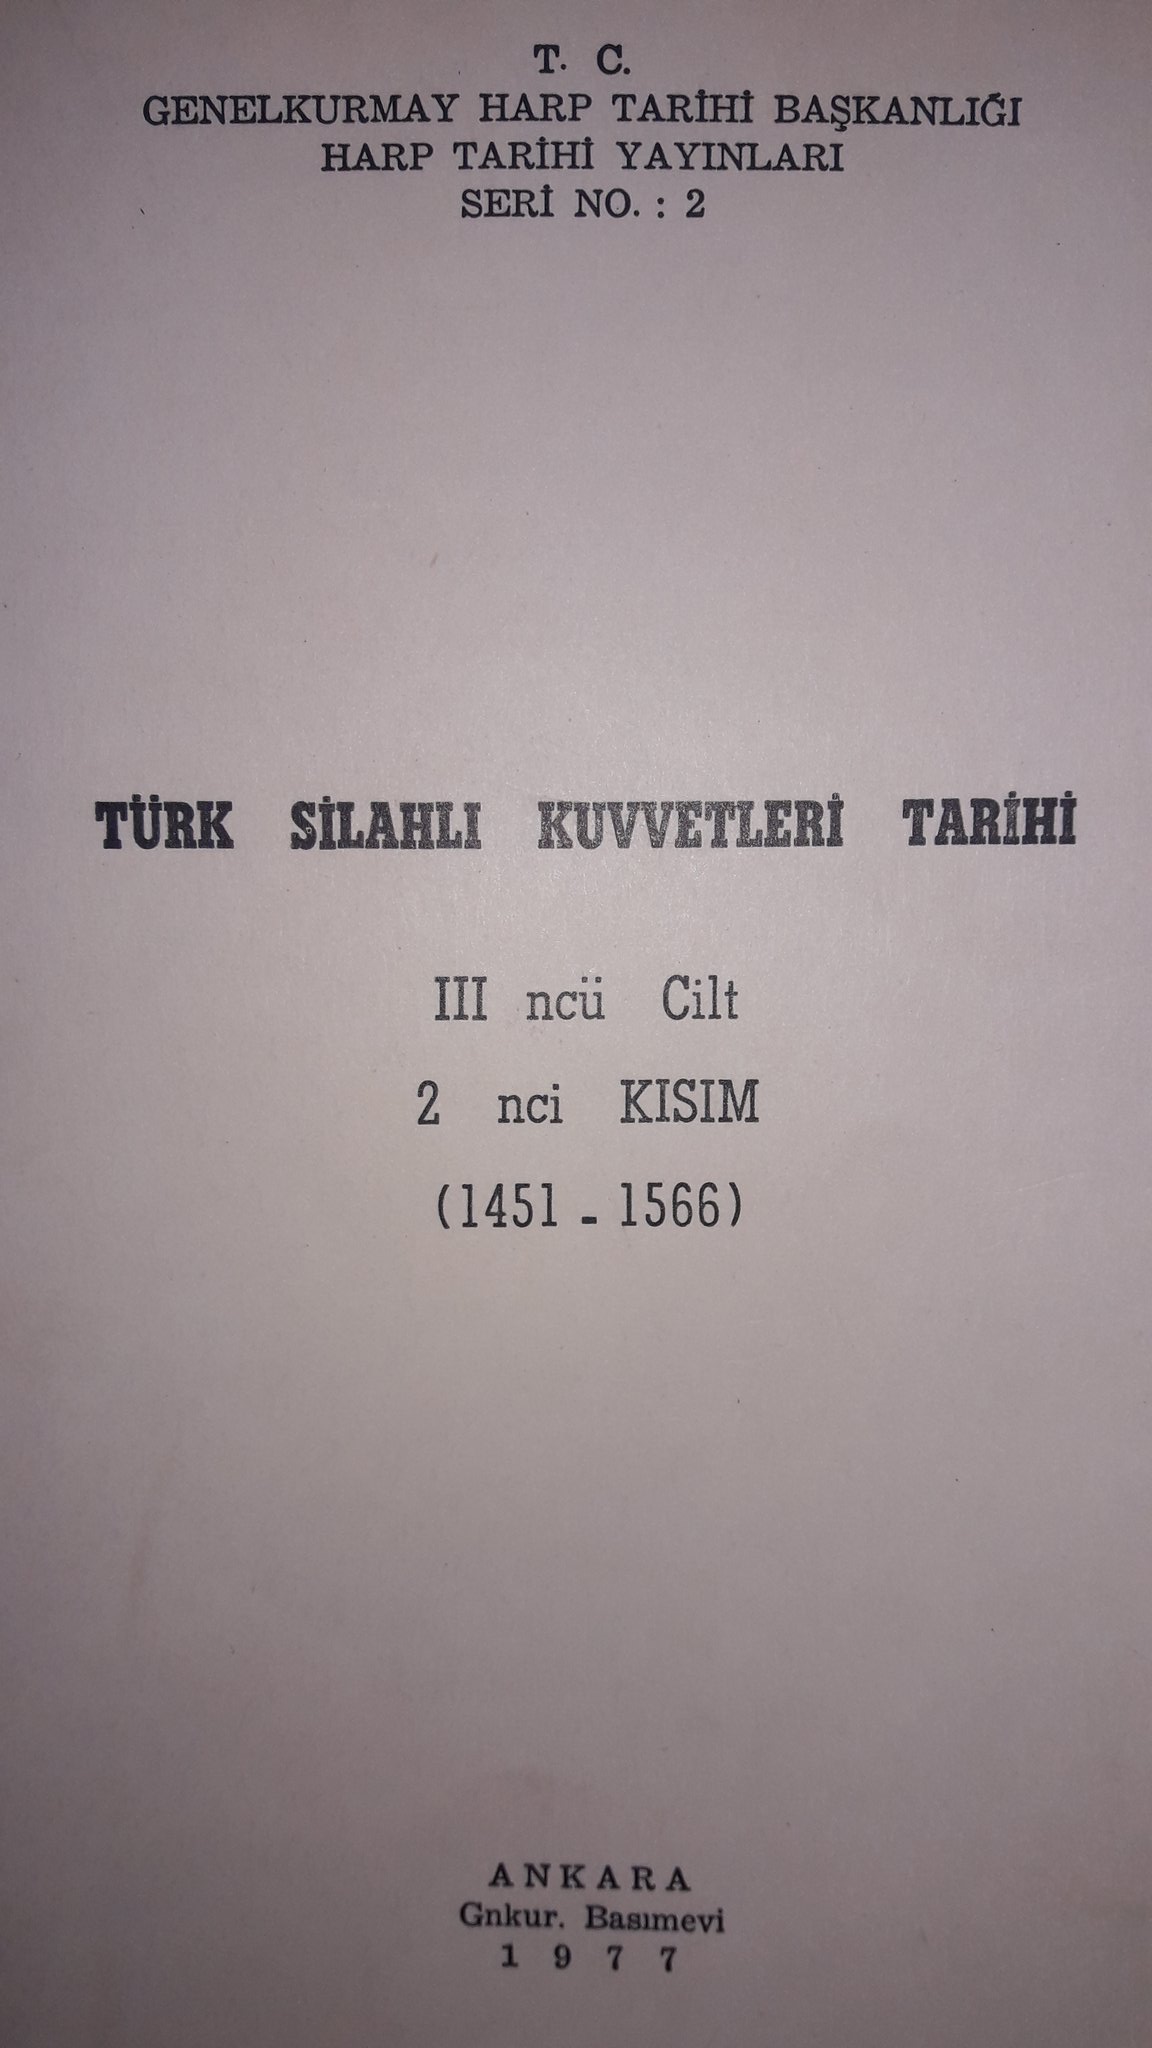 T. C.
GENELKURMAY HARP TARİHİ BAŞKANLIĞI
HARP TARİHİ YAYINLARI
SERİ NO. : 2
TÜRK SİLAHLI KUVVETLERİ TARİHİ
III ncü Cilt
2 nci KISIM
(1451 - 1566)
ANKARA
Gnkur. Basımevi
1977